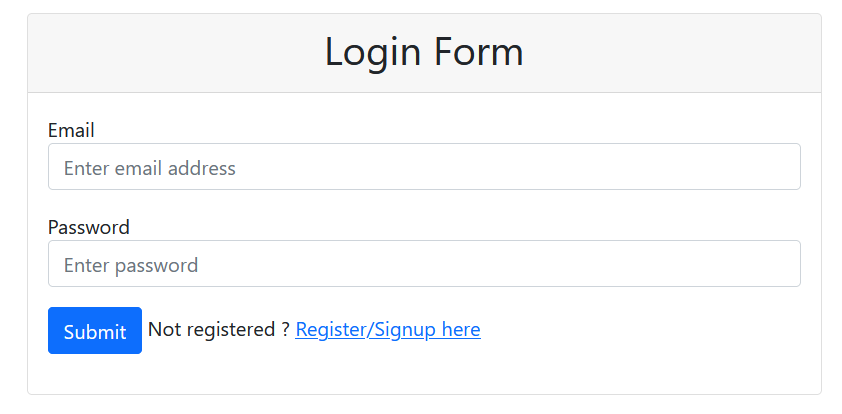 Login Form
Email
Enter email address
Password
Enter password
Submit Not registered ? Register/Signup here